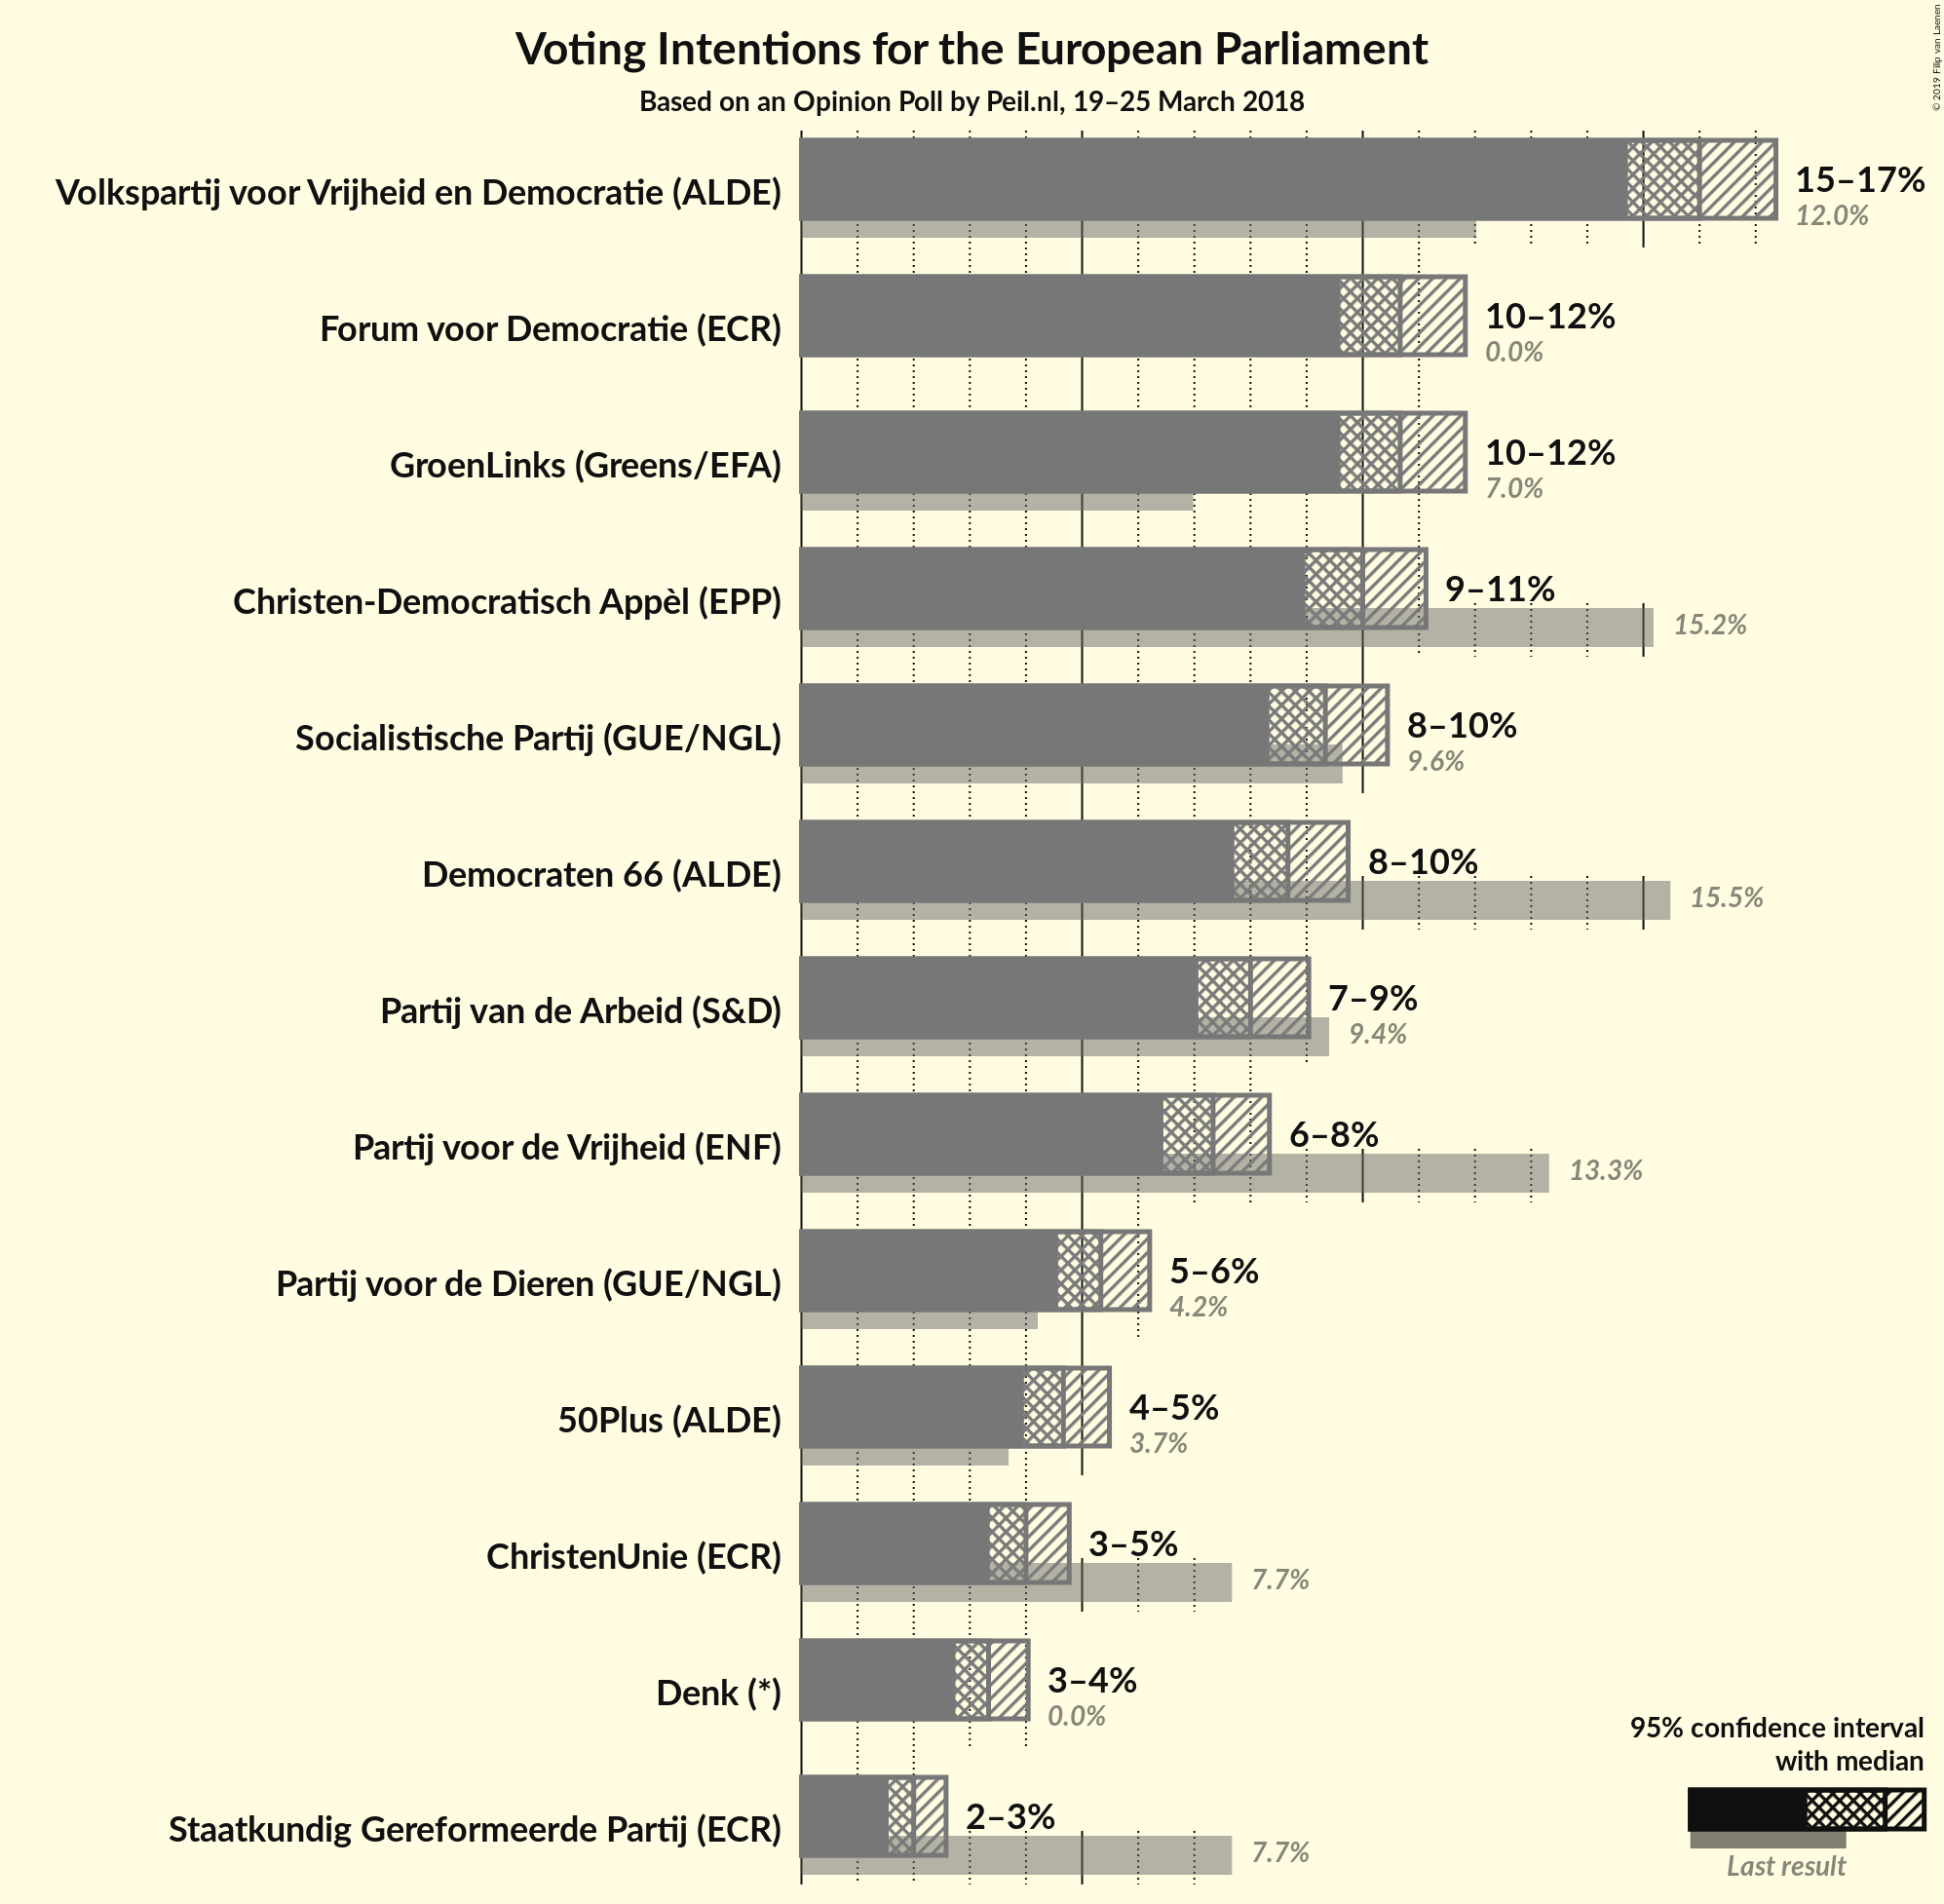 Voting Intentions for the European Parliament
Based on an Opinion Poll by Peil.nl, 19–25 March 2018
© 2019 Filip van Laenen
Volkspartij voor Vrijheid en Democratie (ALDE)
15–17%
12.0%
Forum voor Democratie (ECR)
10–12%
0.0%
GroenLinks (Greens/EFA)
10–12%
7.0%
Christen-Democratisch Appèl (EPP)
9–11%
15.2%
Socialistische Partij (GUE/NGL)
8–10%
9.6%
Democraten 66 (ALDE)
8–10%
15.5%
Partij van de Arbeid (S&D)
7–9%
9.4%
Partij voor de Vrijheid (ENF)
6–8%
13.3%
Partij voor de Dieren (GUE/NGL)
5–6%
4.2%
50Plus (ALDE)
4–5%
3.7%
ChristenUnie (ECR)
3–5%
7.7%
Denk (*)
3–4%
0.0%
Staatkundig Gereformeerde Partij (ECR)
2–3%
7.7%
95% confidence interval
with median
Last result